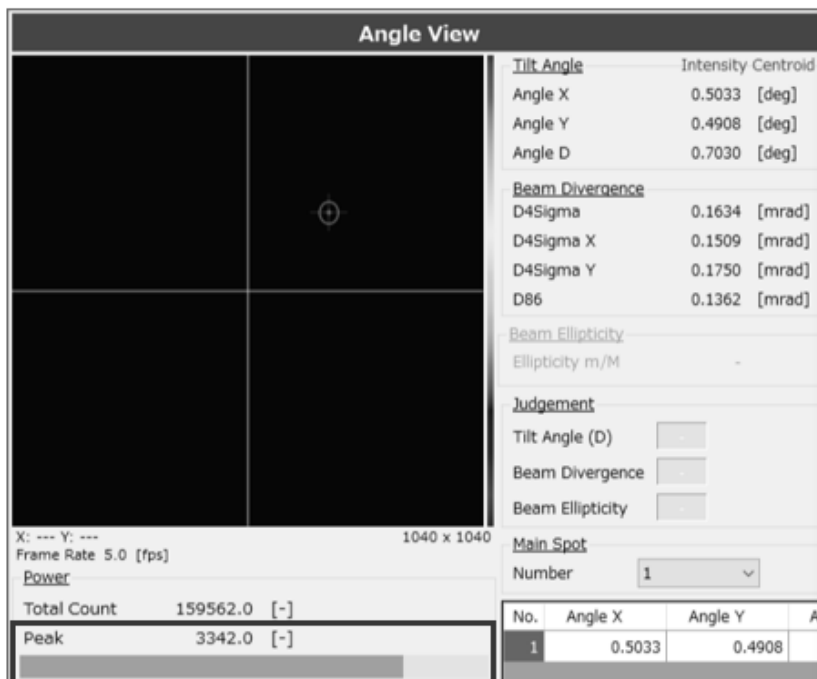 Angle View
Tilt Angle Intensity Centroid
Angle X 0.5033 [deg]
Angle Y 0.4908 [deg]
Angle D 0.7030 [deg]
Beam Divergence
D4Sigma 0.1634 [mrad]
D4Sigma X 0.1509 [mrad]
D4Sigma Y 0.1750 [mrad]
D86 0.1362 [mrad]
Beam Ellipticity
Ellipticity m/M -
Judgement
Tilt Angle (D) -
Beam Divergence -
Beam Ellipticity -
X: --- Y: --- 1040 x 1040
Frame Rate 5.0 [fps]
Main Spot
Number 1
Power
Total Count 159562.0 [-]
Peak 3342.0 [-]
No. Angle X Angle Y A
1 0.5033 0.4908